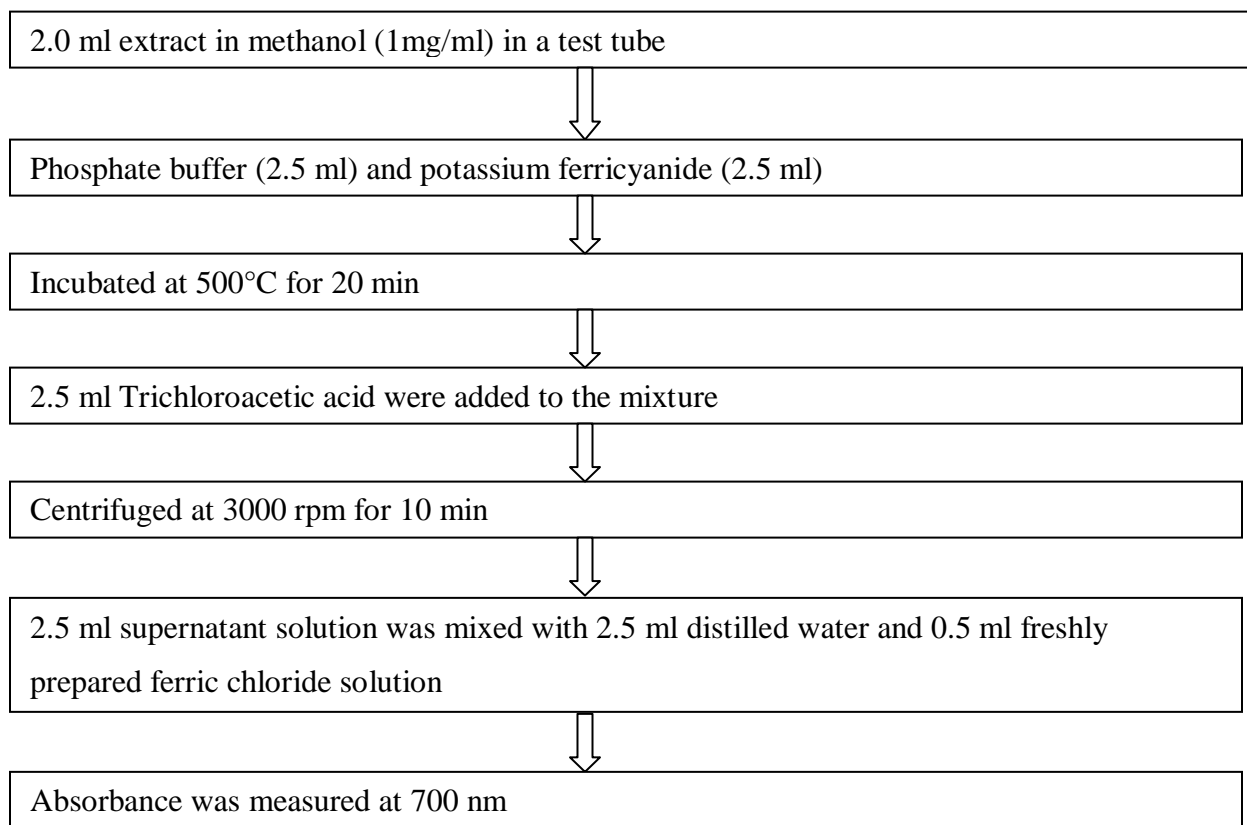 2.0 ml extract in methanol (1mg/ml) in a test tube
Phosphate buffer (2.5 ml) and potassium ferricyanide (2.5 ml)
Incubated at 500°C for 20 min
2.5 ml Trichloroacetic acid were added to the mixture
Centrifuged at 3000 rpm for 10 min
2.5 ml supernatant solution was mixed with 2.5 ml distilled water and 0.5 ml freshly
prepared ferric chloride solution
Absorbance was measured at 700 nm